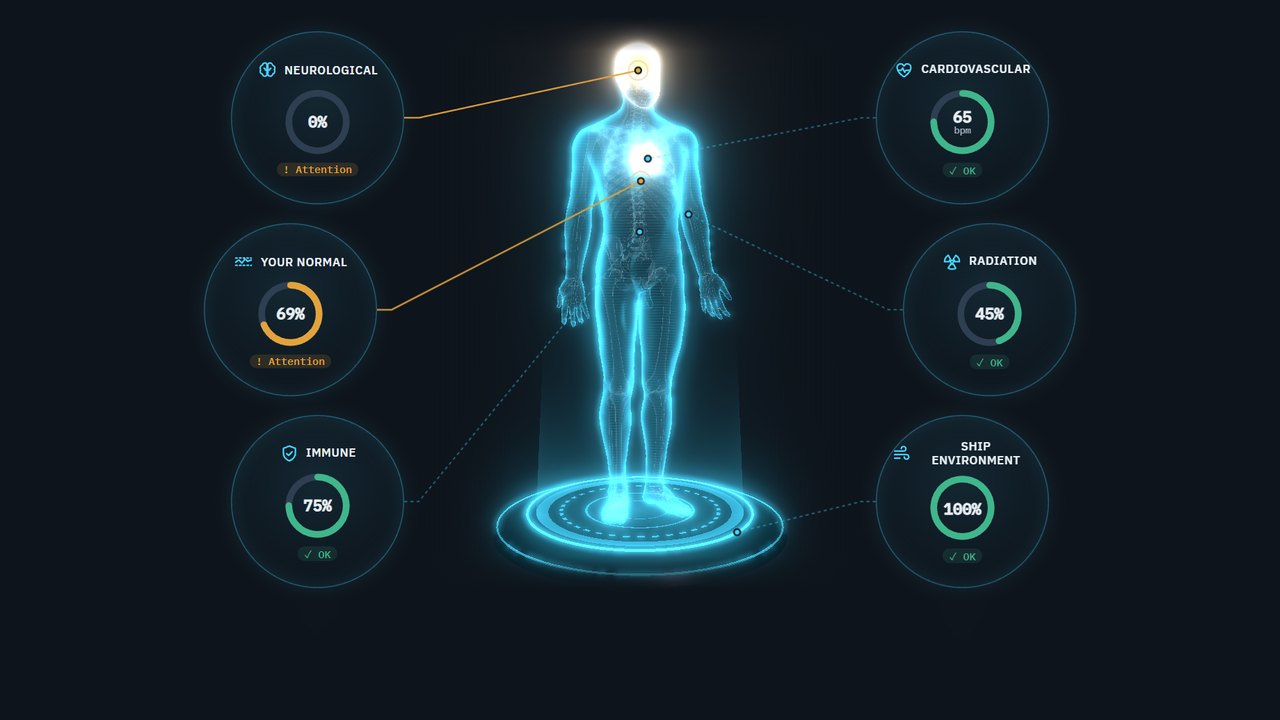 NEUROLOGICAL
0%
! Attention
CARDIOVASCULAR
65
bpm
✓ OK
YOUR NORMAL
69%
! Attention
RADIATION
45%
✓ OK
IMMUNE
75%
✓ OK
SHIP
ENVIRONMENT
100%
✓ OK